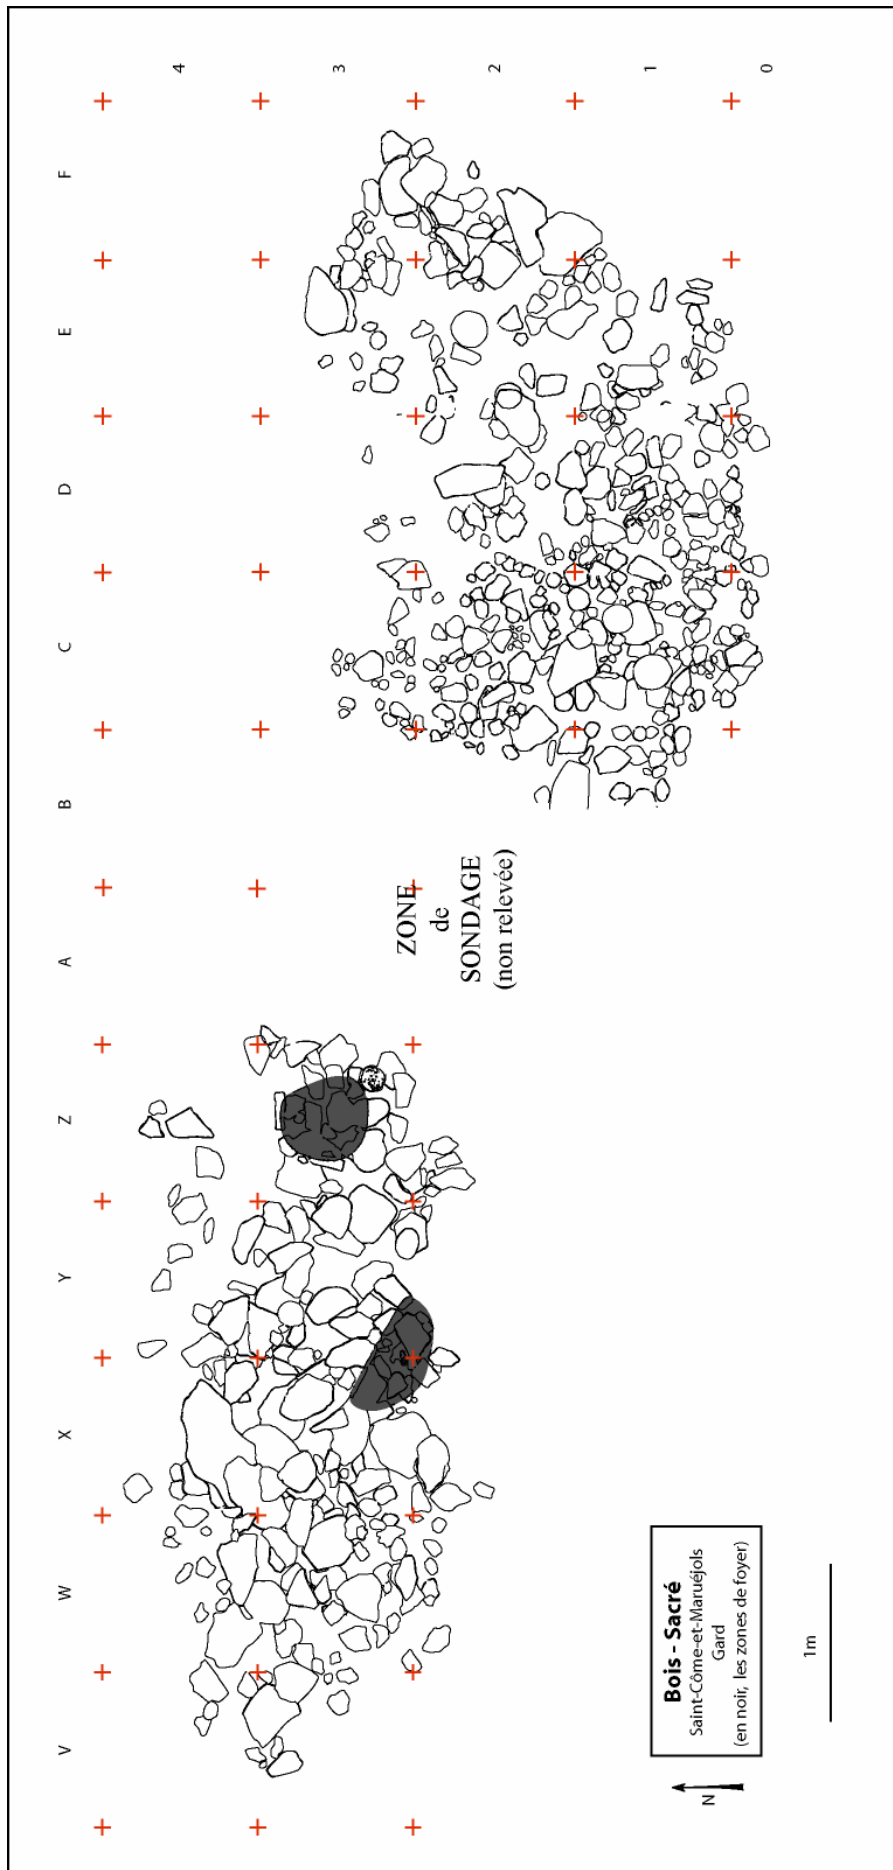 4
3
2
1
0
F
E
D
C
B
A
Z
Y
X
W
V
ZONE
de
SONDAGE
(non relevée)
Bois - Sacré
Saint-Côme-et-Maruéjols
Gard
(en noir, les zones de foyer)
1m
N